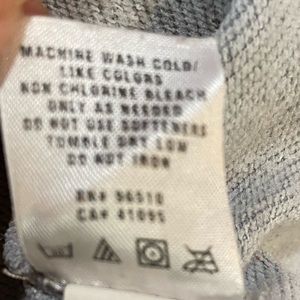 MACHINE WASH COLD/
LIKE COLORS
NON CHLORINE BLEACH
ONLY AS NEEDED
DO NOT USE SOFTENERS
TUMBLE DRY LOW
DO NOT IRON
RN# 96510
CA# 41095